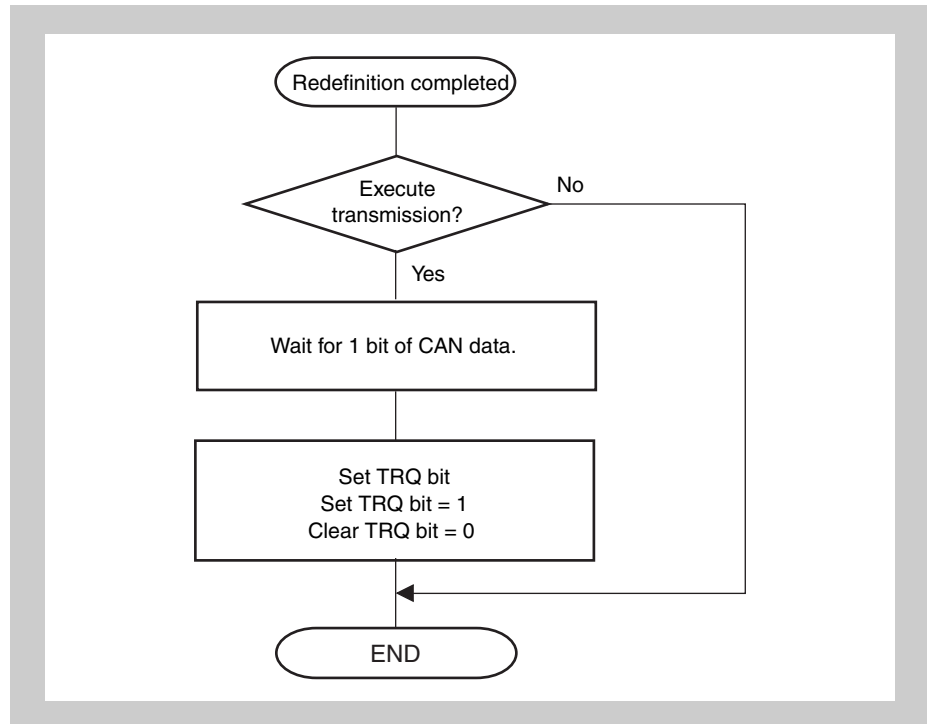 Redefinition completed
Execute
transmission?
No
Yes
Wait for 1 bit of CAN data.
Set TRQ bit
Set TRQ bit = 1
Clear TRQ bit = 0
END